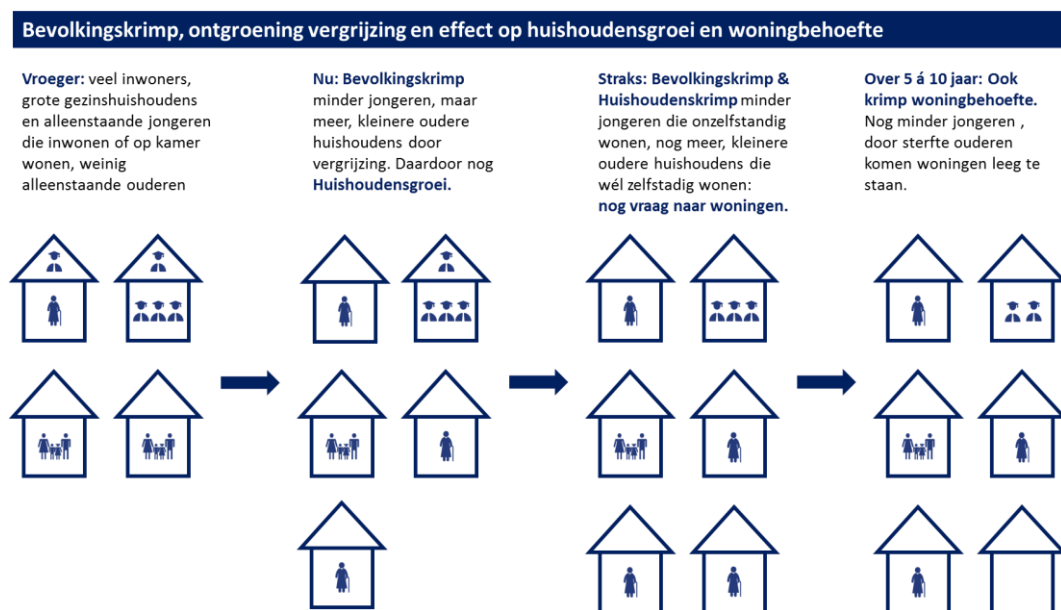 Bevolkingskrimp, ontgroening vergrijzing en effect op huishoudensgroei en woningbehoefte
Vroeger: veel inwoners,
grote gezinshuishoudens
en alleenstaande jongeren
die inwonen of op kamer
wonen, weinig
alleenstaande ouderen
Nu: Bevolkingskrimp
minder jongeren, maar
meer, kleinere oudere
huishoudens door
vergrijzing. Daardoor nog
Huishoudensgroei.
Straks: Bevolkingskrimp &
Huishoudenskrimp minder
jongeren die onzelfstandig
wonen, nog meer, kleinere
oudere huishoudens die
wél zelfstadig wonen:
nog vraag naar woningen.
Over 5 á 10 jaar: Ook
krimp woningbehoefte.
Nog minder jongeren ,
door sterfte ouderen
komen woningen leeg te
staan.